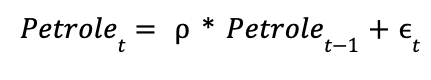 Petrole_t = ρ * Petrole_{t−1} + ϵ_t